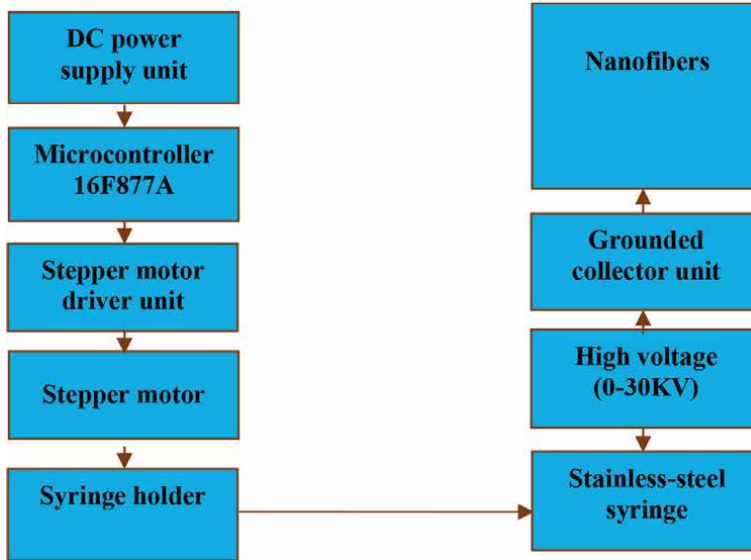 DC power
supply unit
Microcontroller
16F877A
Stepper motor
driver unit
Stepper motor
Syringe holder
Nanofibers
Grounded
collector unit
High voltage
(0-30KV)
Stainless-steel
syringe